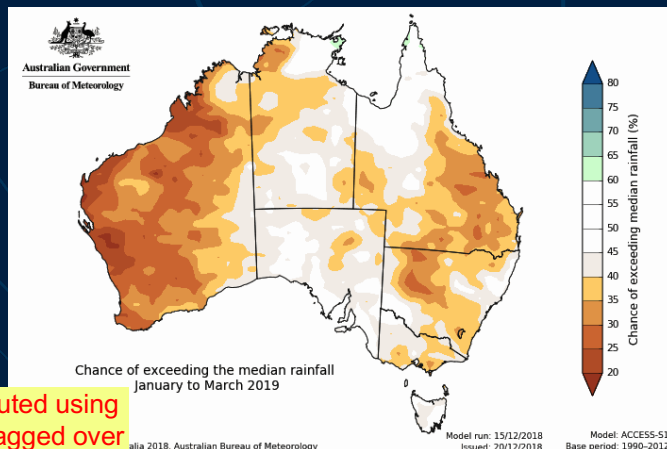 Australian Government
Bureau of Meteorology
80
75
70
65
60
55
50
45
40
35
30
25
20
Chance of exceeding median rainfall (%)
Chance of exceeding the median rainfall
January to March 2019
uted using
agged over
alia 2018, Australian Bureau of Meteorology
Model run: 15/12/2018
Issued: 20/12/2018
Model: ACCESS-S1
Base period: 1990-2012